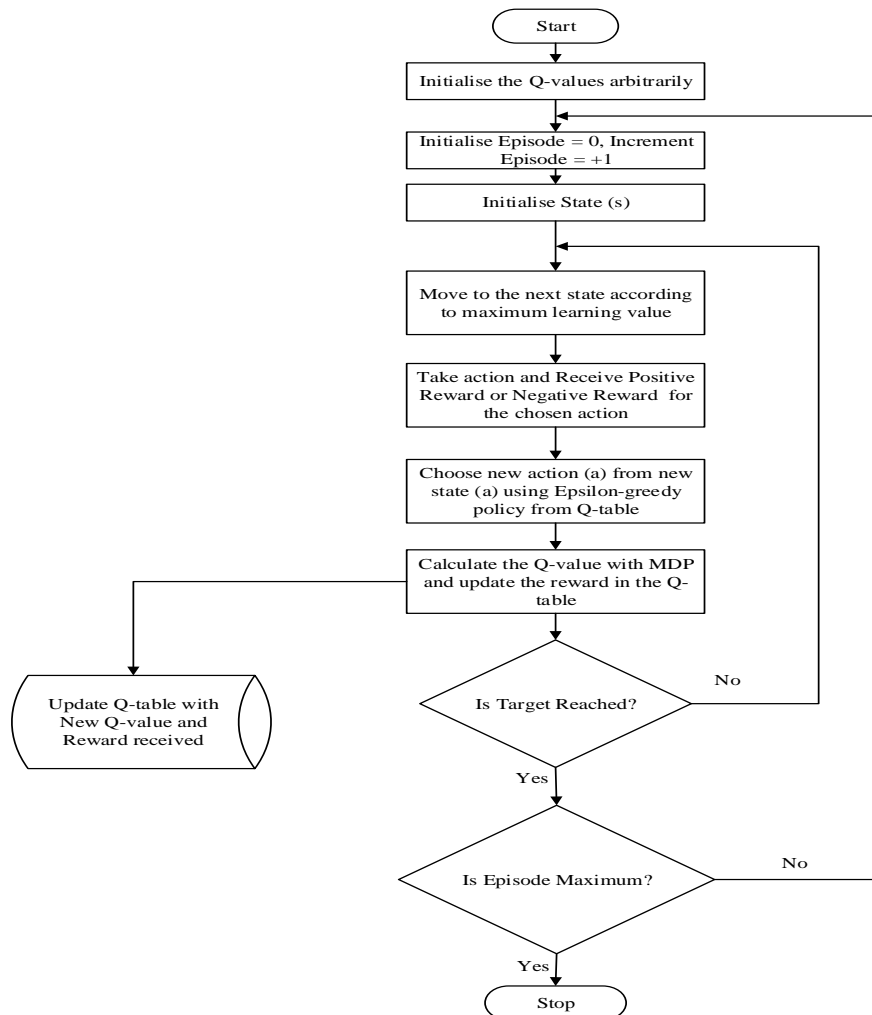 Start
Initialise the Q-values arbitrarily
Initialise Episode = 0, Increment
Episode = +1
Initialise State (s)
Move to the next state according
to maximum learning value
Take action and Receive Positive
Reward or Negative Reward for
the chosen action
Choose new action (a) from new
state (a) using Epsilon-greedy
policy from Q-table
Calculate the Q-value with MDP
and update the reward in the Q-
table
Update Q-table with
New Q-value and
Reward received
Is Target Reached?
No
Yes
Is Episode Maximum?
No
Yes
Stop